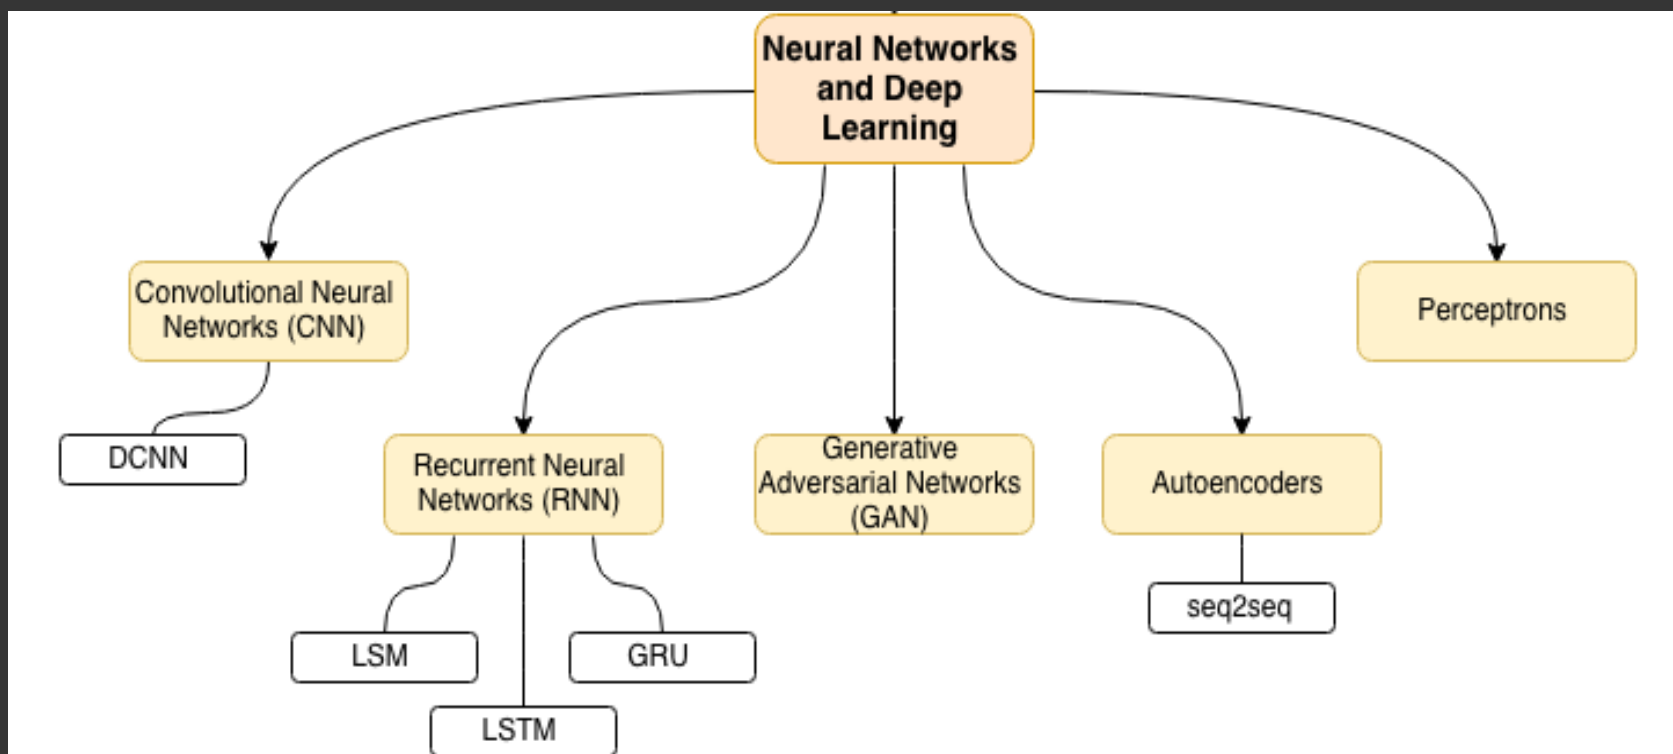 Neural Networks
and Deep
Learning
Convolutional Neural
Networks (CNN)
Perceptrons
DCNN
Recurrent Neural
Networks (RNN)
Generative
Adversarial Networks
(GAN)
Autoencoders
seq2seq
LSM
GRU
LSTM